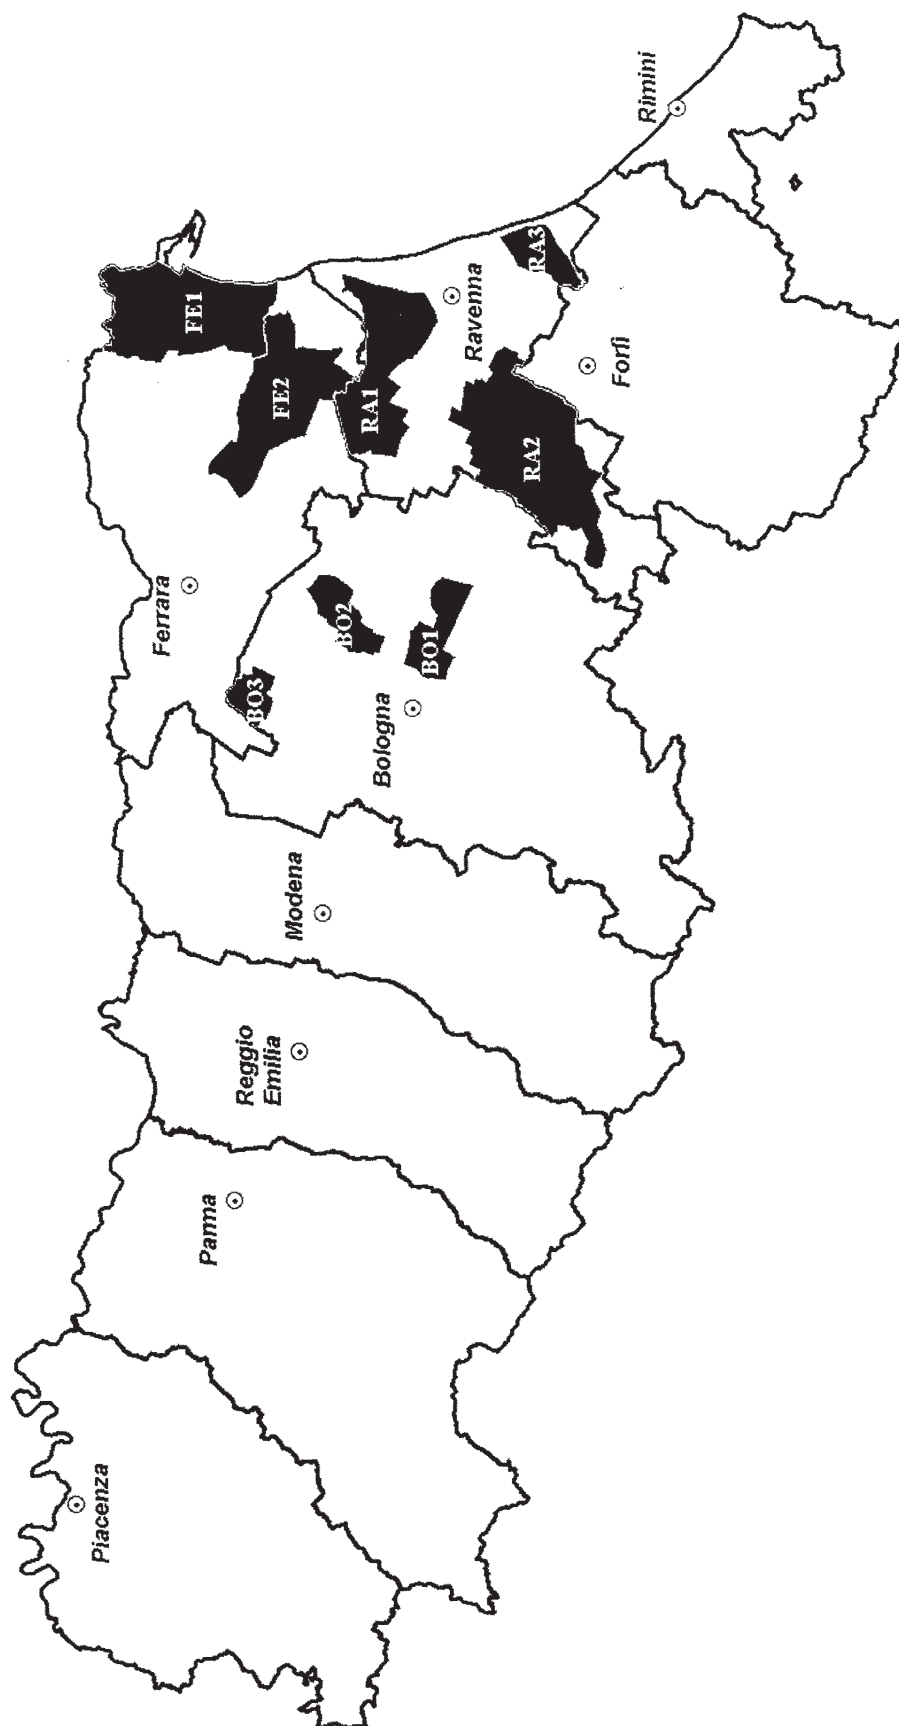 Piacenza
Parma
Reggio
Emilia
Modena
Bologna
Ferrara
BO3
BO2
BO1
FE1
FE2
RA1
RA2
RA3
Ravenna
Forlì
Rimini